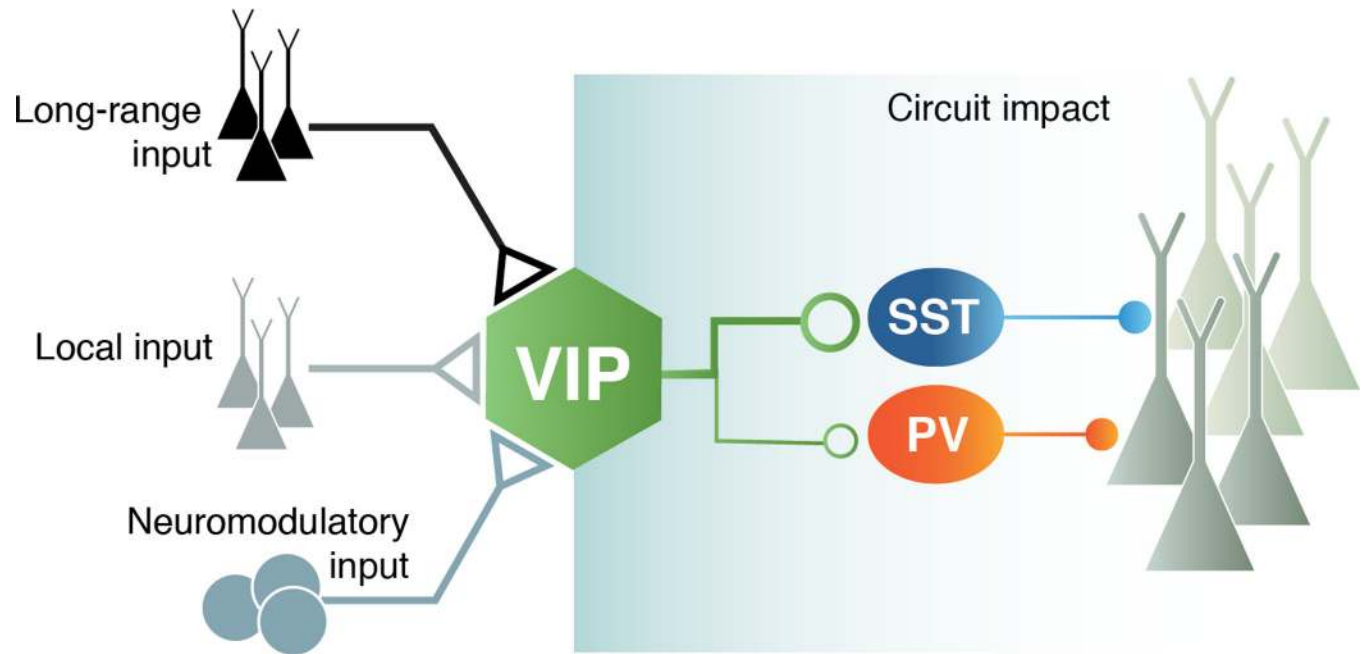 Long-range
input
Local input
Neuromodulatory
input
VIP
Circuit impact
SST
PV